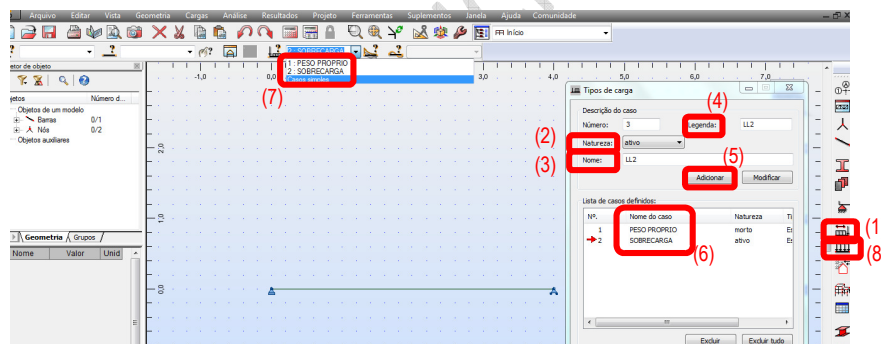 Arquivo Editar Vista Geometria Cargas Análise Resultados Projeto Ferramentas Suplementos Janela Ajuda Comunidade
Início
2 : SOBRECARGA
etor de objeto
1 : PESO PROPRIO
2 : SOBRECARGA
Casos simples
(7)
-1,0 0,0 3,0 5,0 6,0 7,0
jetos Número d...
Objetos de um modelo
Barras 0/1
Nós 0/2
Objetos auxiliares
Tipos de carga
Descrição do caso
(4)
Número: 3 Legenda: LL2
(2) Natureza: ativo
(3) Nome: LL2
(5)
Adicionar Modificar
Lista de casos definidos:
Nº. Nome do caso Natureza Ti
1 PESO PROPRIO morto Es
2 SOBRECARGA ativo Es
(6)
Excluir Excluir tudo
(1
(8
2,0
1,0
0,0
Geometria Grupos
Nome Valor Unid